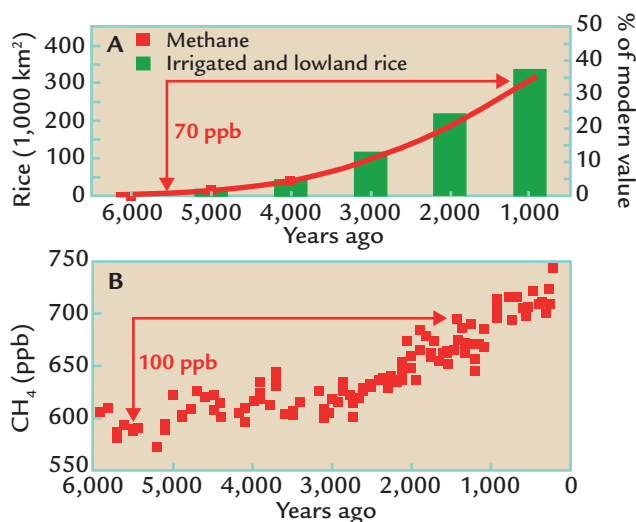 A
Methane
Irrigated and lowland rice
70 ppb
Rice (1,000 km²)
400
300
200
100
0
% of modern value
50
40
30
20
10
0
6,000 5,000 4,000 3,000 2,000 1,000
Years ago
B
100 ppb
CH₄ (ppb)
750
700
650
600
550
6,000 5,000 4,000 3,000 2,000 1,000 0
Years ago